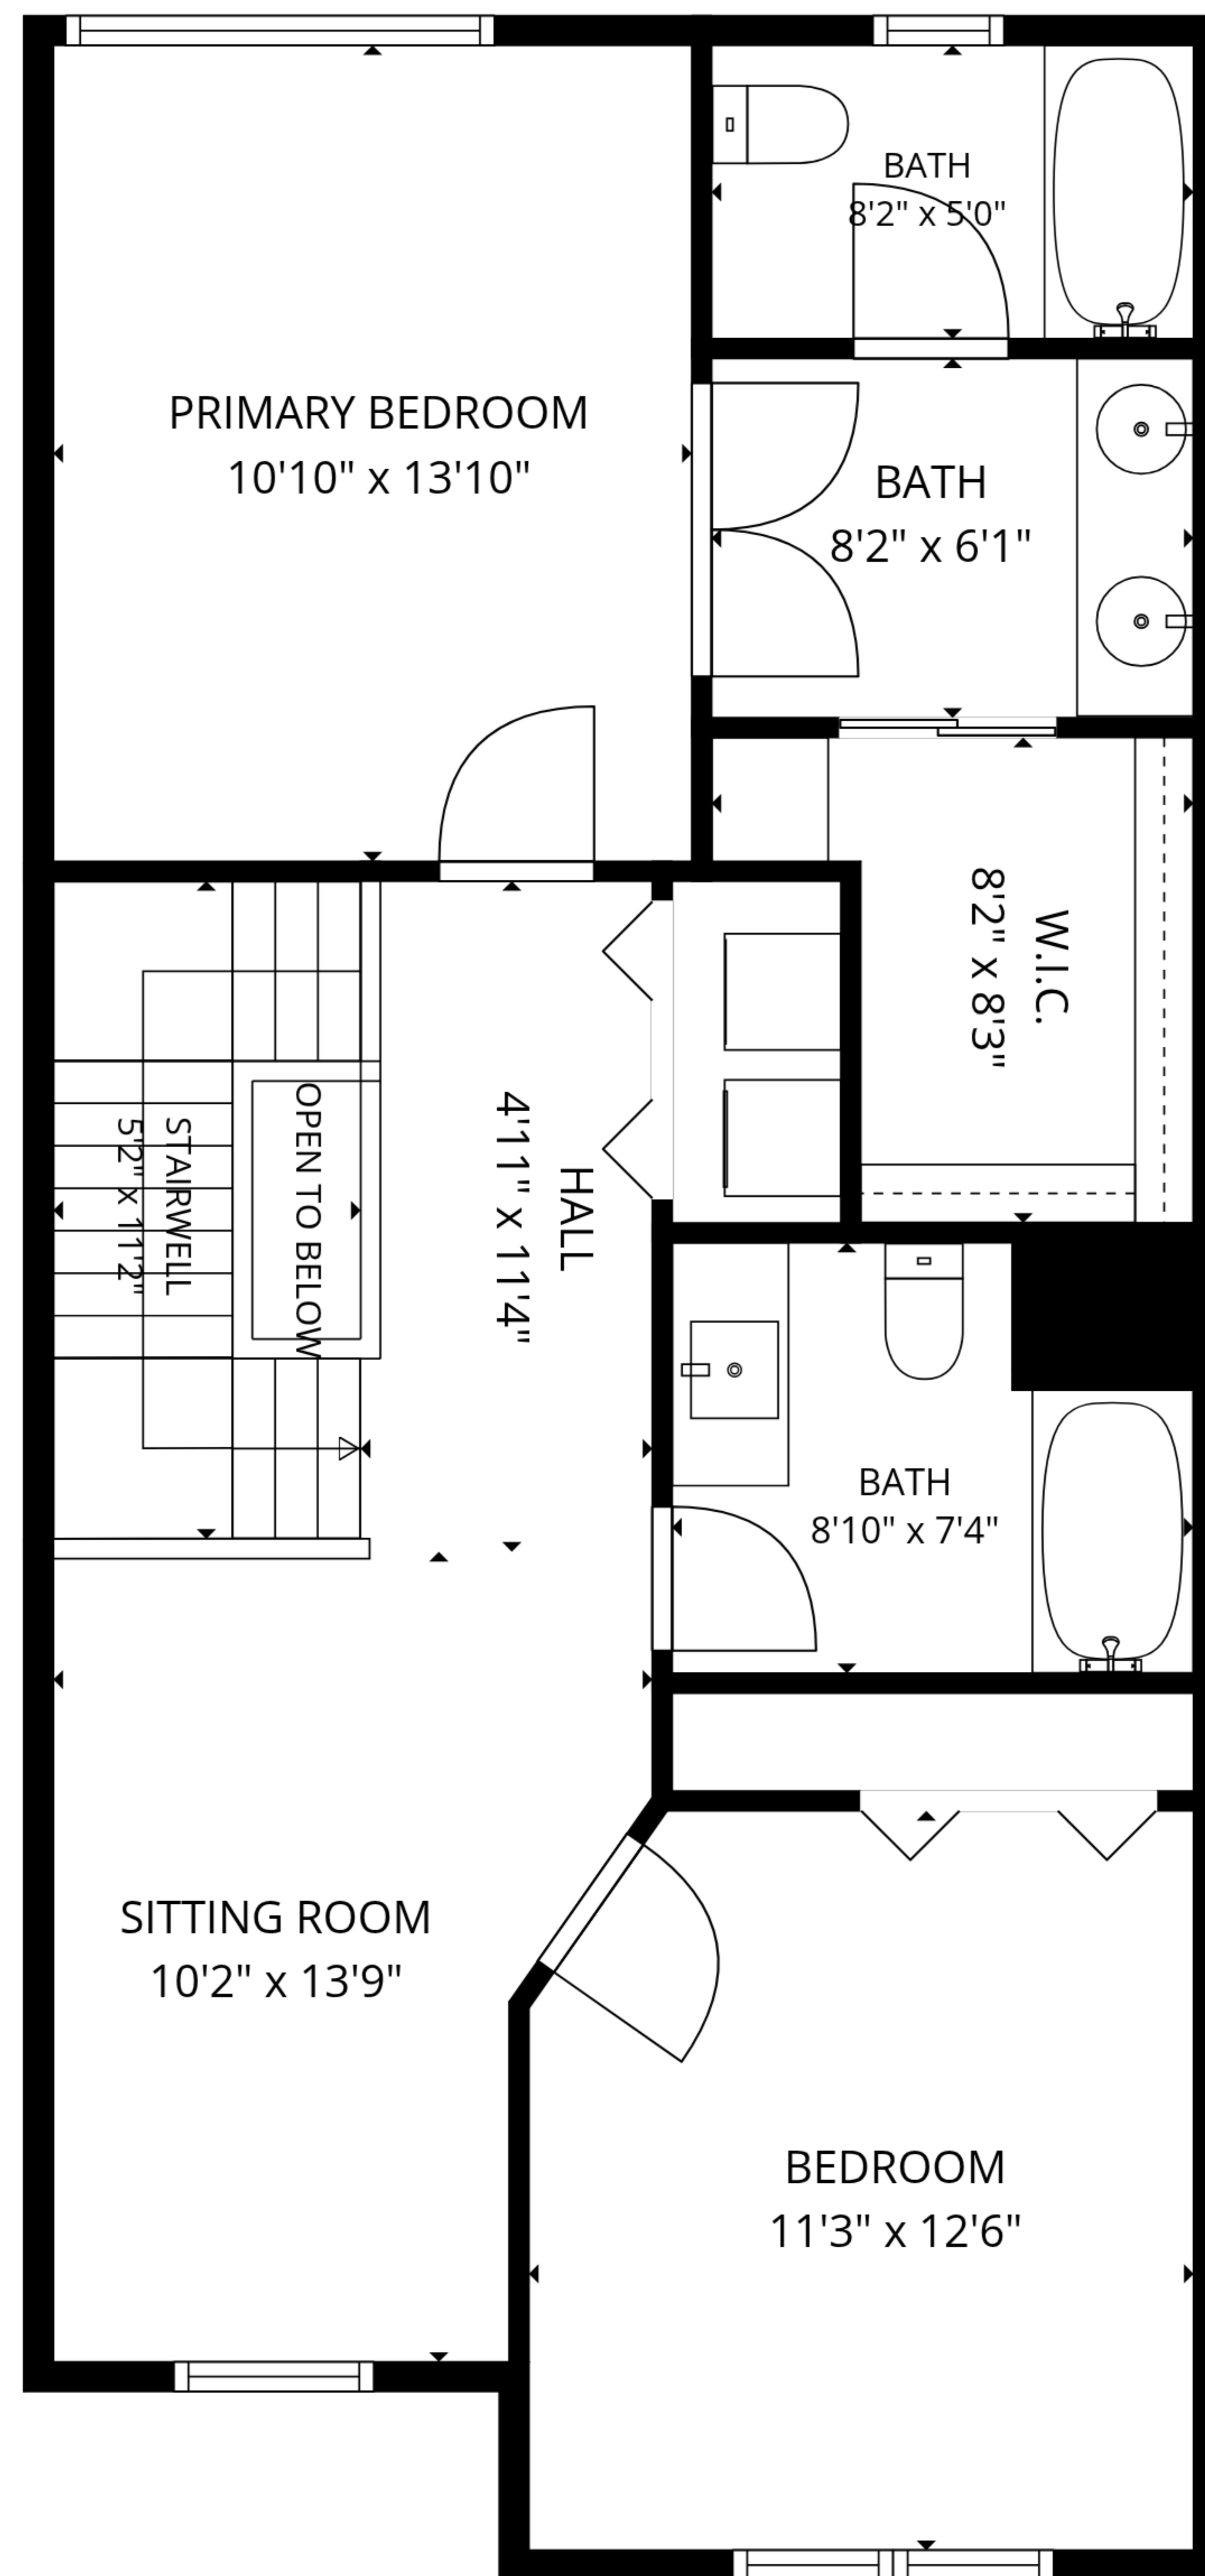 BATH
8'2" x 5'0"
PRIMARY BEDROOM
10'10" x 13'10"
BATH
8'2" x 6'1"
W.I.C.
8'2" x 8'3"
STAIRWELL
5'2" x 11'2"
OPEN TO BELOW
HALL
4'11" x 11'4"
BATH
8'10" x 7'4"
SITTING ROOM
10'2" x 13'9"
BEDROOM
11'3" x 12'6"